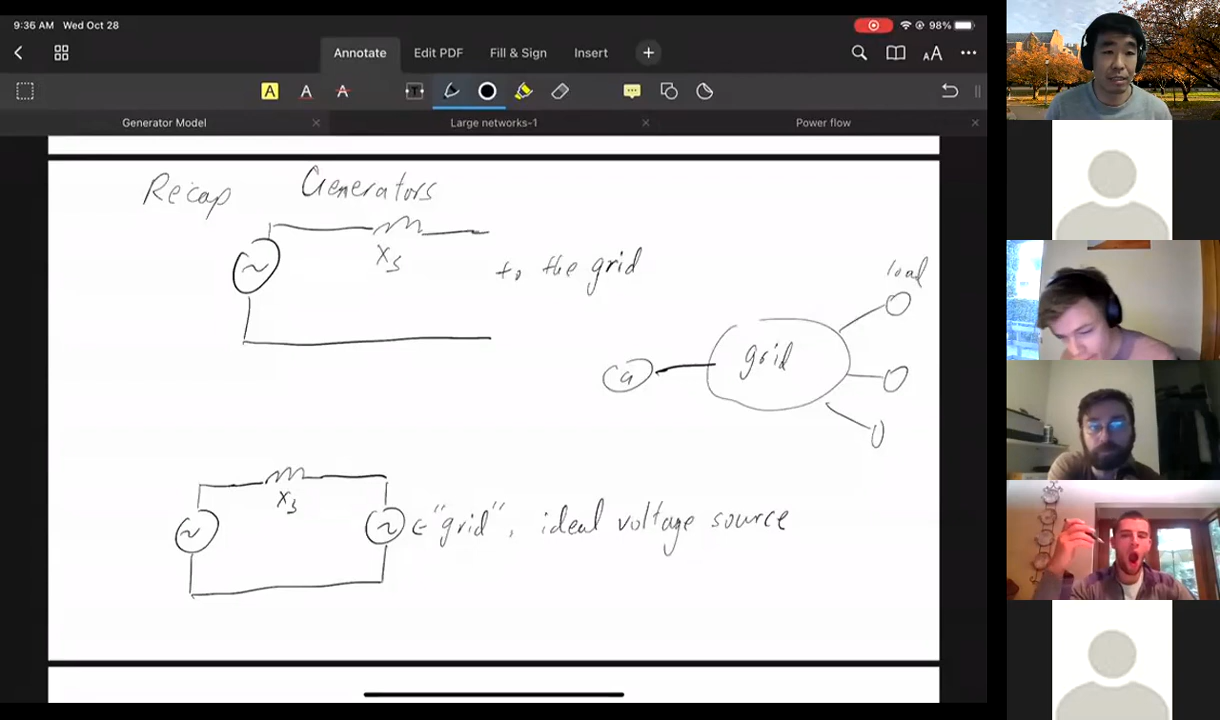 9:36 AM Wed Oct 28
98%
Annotate Edit PDF Fill & Sign Insert
AA
A A A T
Generator Model
Large networks-1
Power flow
Recap Generators
Xs
to the grid
load
G
grid
Xs
"grid", ideal voltage source